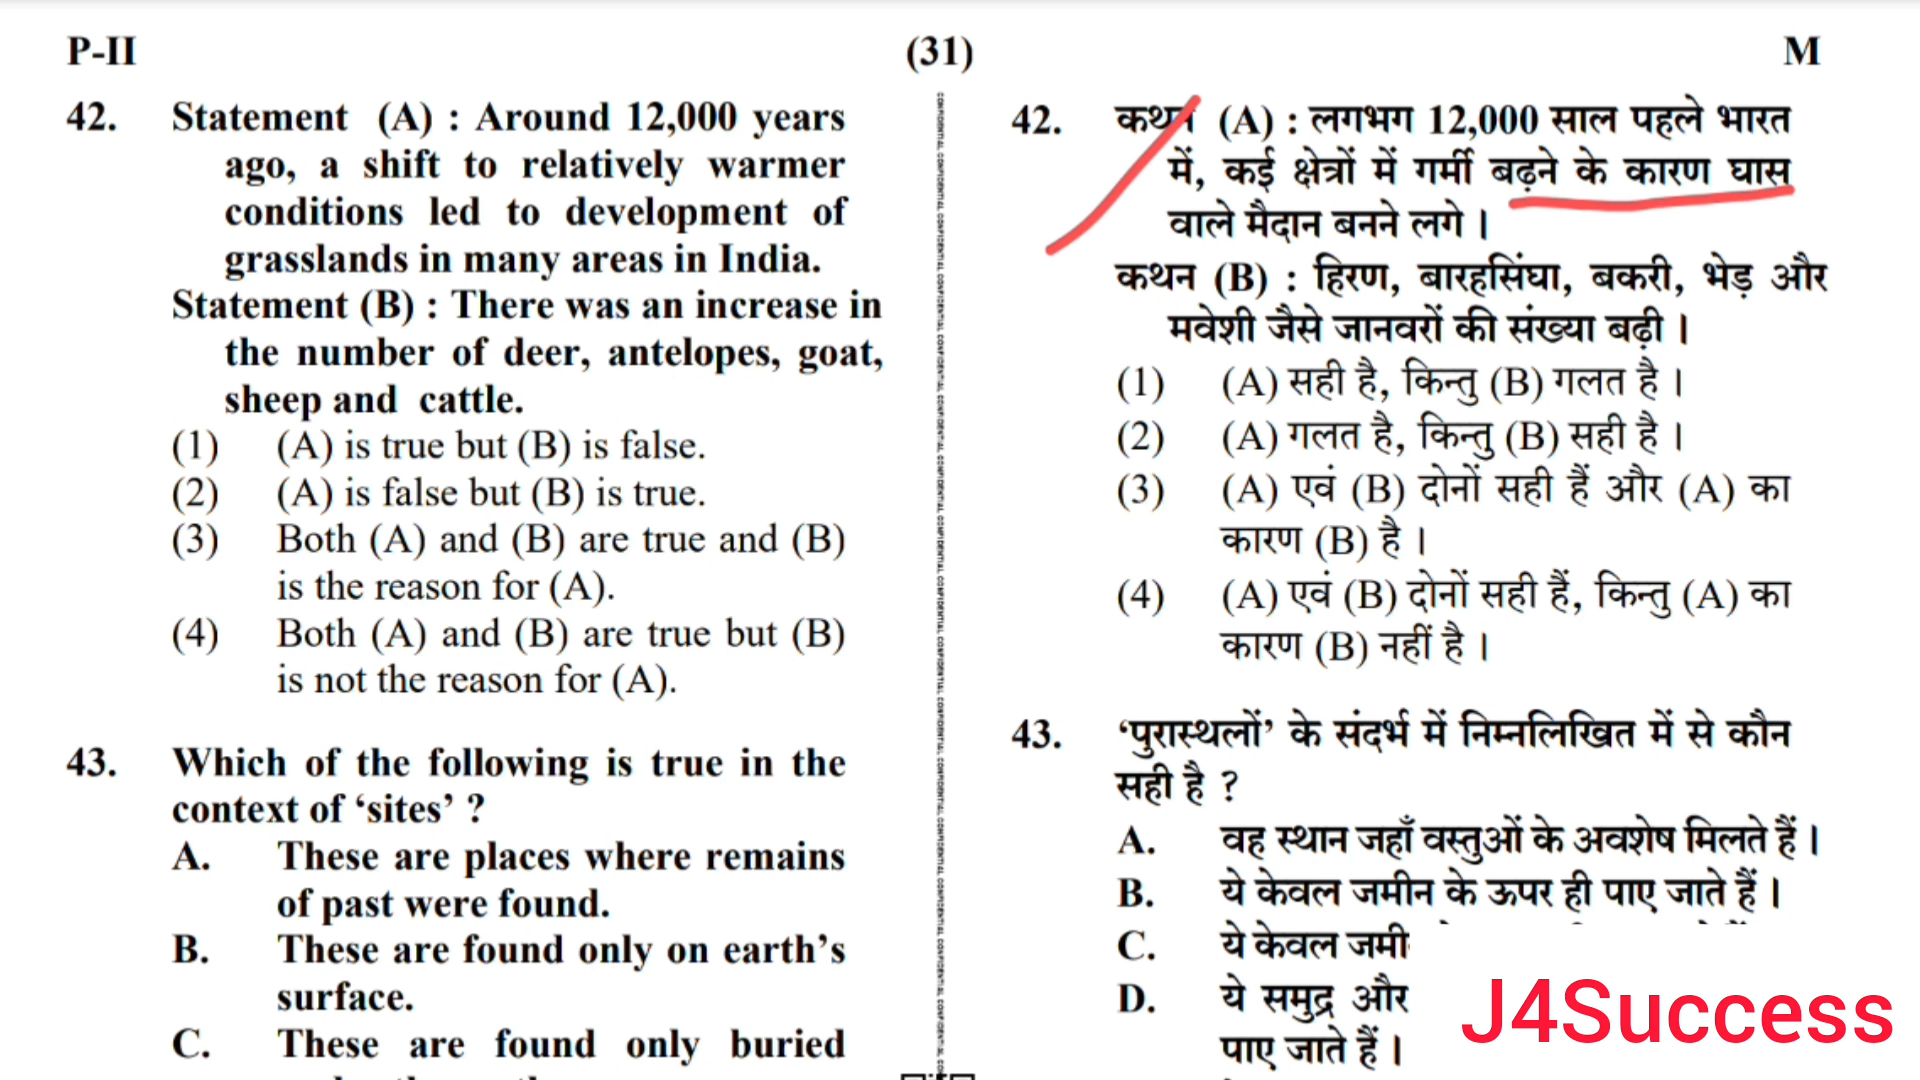 P-II
(31)
M
42. Statement (A) : Around 12,000 years
ago, a shift to relatively warmer
conditions led to development of
grasslands in many areas in India.
Statement (B) : There was an increase in
the number of deer, antelopes, goat,
sheep and cattle.
(1) (A) is true but (B) is false.
(2) (A) is false but (B) is true.
(3) Both (A) and (B) are true and (B)
is the reason for (A).
(4) Both (A) and (B) are true but (B)
is not the reason for (A).
43. Which of the following is true in the
context of ‘sites’ ?
A. These are places where remains
of past were found.
B. These are found only on earth’s
surface.
C. These are found only buried
42. कथन (A) : लगभग 12,000 साल पहले भारत
में, कई क्षेत्रों में गर्मी बढ़ने के कारण घास
वाले मैदान बनने लगे ।
कथन (B) : हिरण, बारहसिंघा, बकरी, भेड़ और
मवेशी जैसे जानवरों की संख्या बढ़ी ।
(1) (A) सही है, किन्तु (B) गलत है ।
(2) (A) गलत है, किन्तु (B) सही है ।
(3) (A) एवं (B) दोनों सही हैं और (A) का
कारण (B) है ।
(4) (A) एवं (B) दोनों सही हैं, किन्तु (A) का
कारण (B) नहीं है ।
43. ‘पुरास्थलों’ के संदर्भ में निम्नलिखित में से कौन
सही है ?
A. वह स्थान जहाँ वस्तुओं के अवशेष मिलते हैं ।
B. ये केवल जमीन के ऊपर ही पाए जाते हैं ।
C. ये केवल जमी
D. ये समुद्र और
पाए जाते हैं ।
J4Success